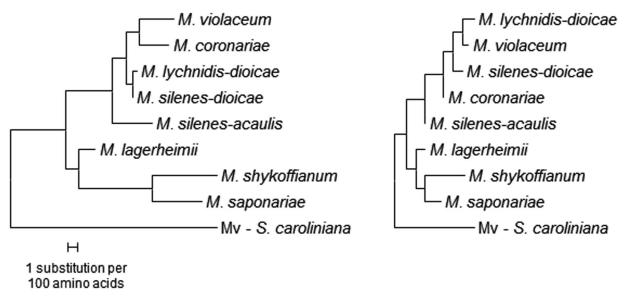 M. violaceum
M. coronariae
M. lychnidis-dioicae
M. silenes-dioicae
M. silenes-acaulis
M. lagerheimii
M. shykoffianum
M. saponariae
Mv - S. caroliniana
1 substitution per
100 amino acids
M. lychnidis-dioicae
M. violaceum
M. silenes-dioicae
M. coronariae
M. silenes-acaulis
M. lagerheimii
M. shykoffianum
M. saponariae
Mv - S. caroliniana